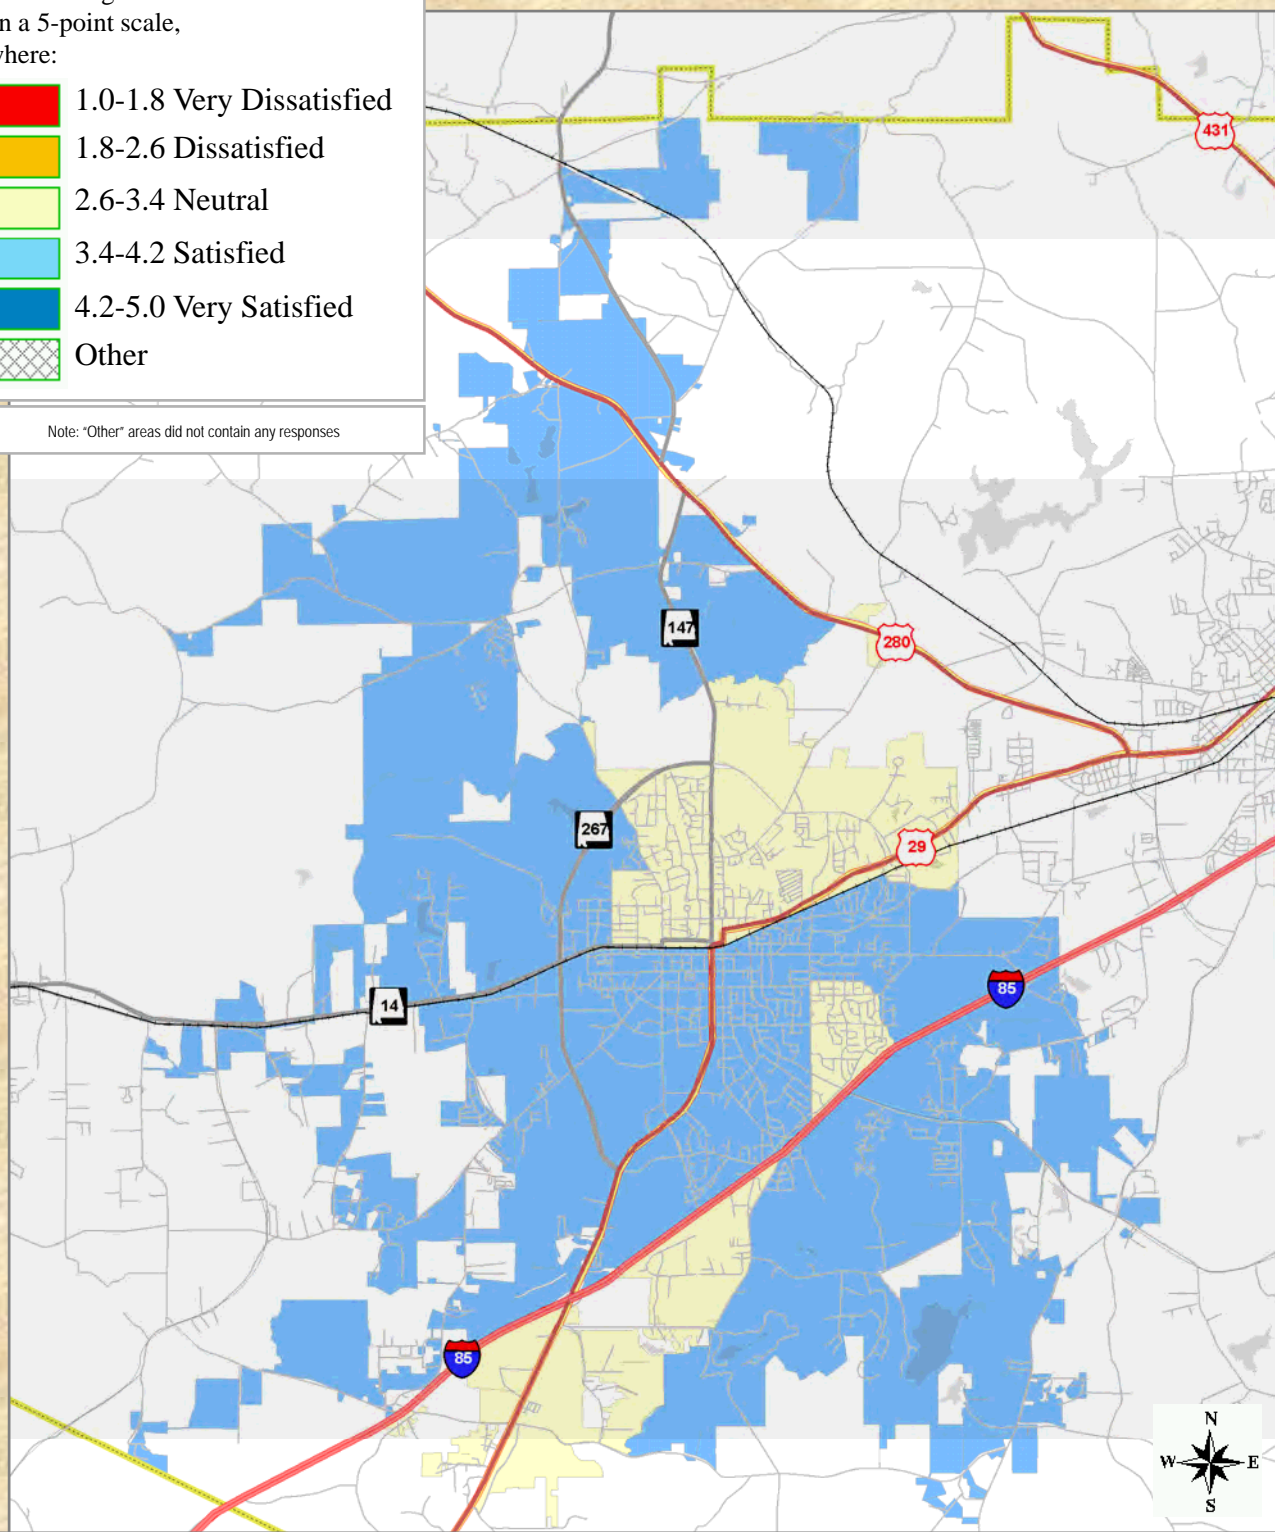 n a 5-point scale,
where:
1.0-1.8 Very Dissatisfied
1.8-2.6 Dissatisfied
2.6-3.4 Neutral
3.4-4.2 Satisfied
4.2-5.0 Very Satisfied
Other
Note: "Other" areas did not contain any responses
431
147
280
267
29
14
85
85
N
W E
S